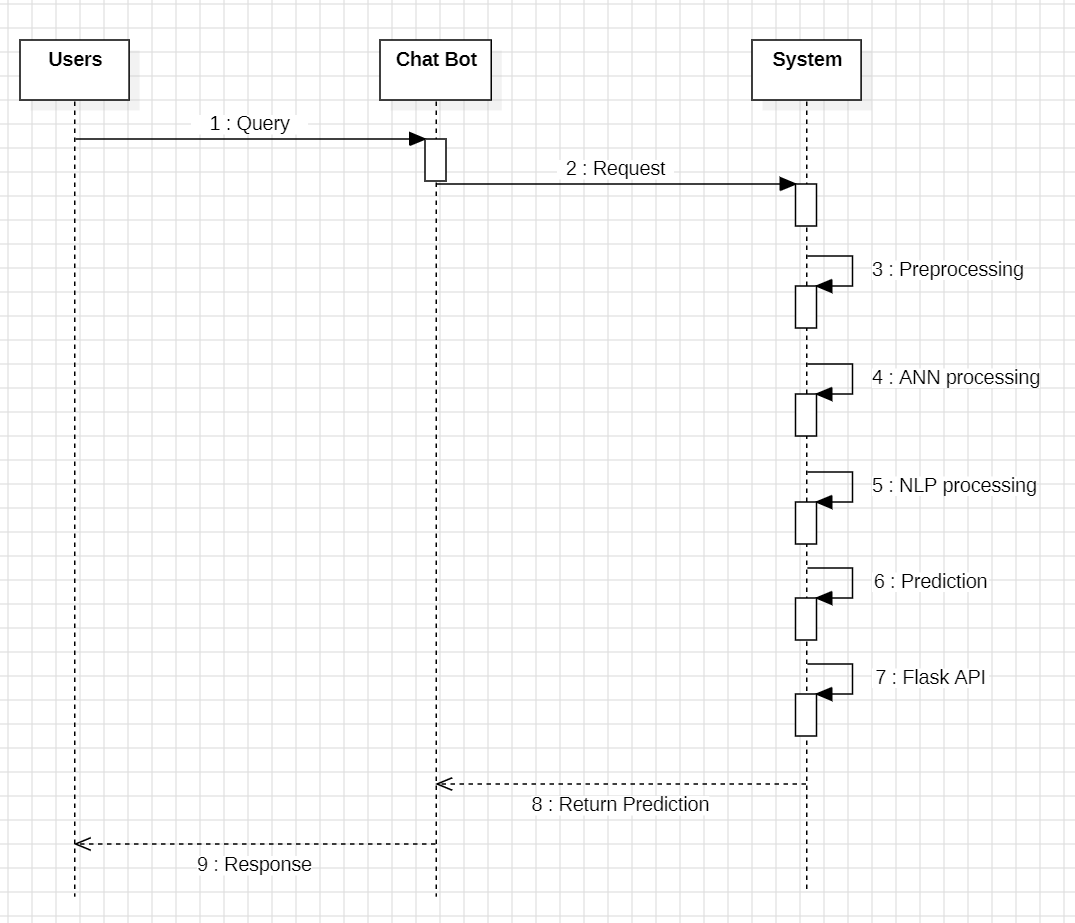 Users
Chat Bot
System
1 : Query
2 : Request
3 : Preprocessing
4 : ANN processing
5 : NLP processing
6 : Prediction
7 : Flask API
8 : Return Prediction
9 : Response